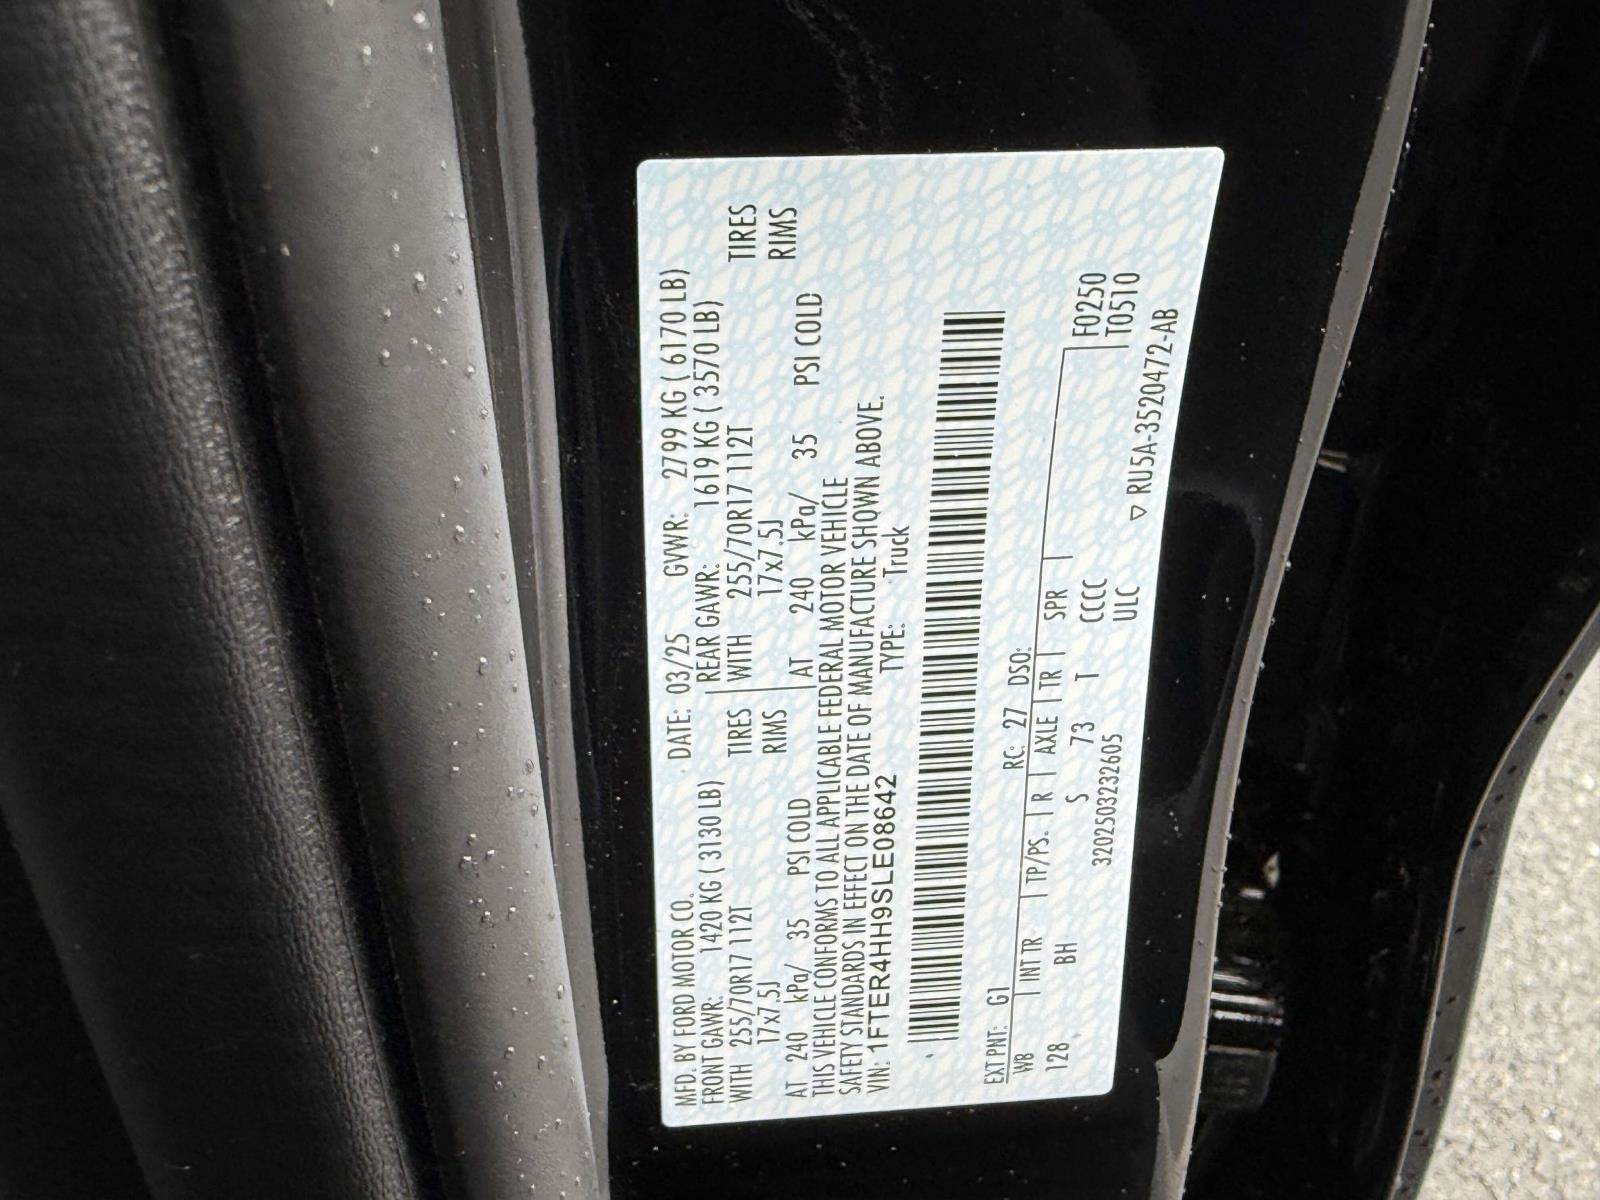 MFD. BY FORD MOTOR CO. DATE: 03/25 GVWR: 2799 KG ( 6170 LB)
FRONT GAWR: 1420 KG ( 3130 LB) REAR GAWR: 1619 KG ( 3570 LB)
WITH 255/70R17 112T TIRES WITH 255/70R17 112T TIRES
17x7.5J RIMS 17x7.5J RIMS
AT 240 kPa/ 35 PSI COLD AT 240 kPa/ 35 PSI COLD
THIS VEHICLE CONFORMS TO ALL APPLICABLE FEDERAL MOTOR VEHICLE
SAFETY STANDARDS IN EFFECT ON THE DATE OF MANUFACTURE SHOWN ABOVE.
VIN: 1FTER4HH9SLE08642 TYPE: Truck
EXT PNT: G1 RC: 27 DSO:
WB INT TR TP/PS. R AXLE TR SPR F0250
128 BH S 73 T CCCC T0510
3202503232605 ULC
▽ RU5A-3520472-AB